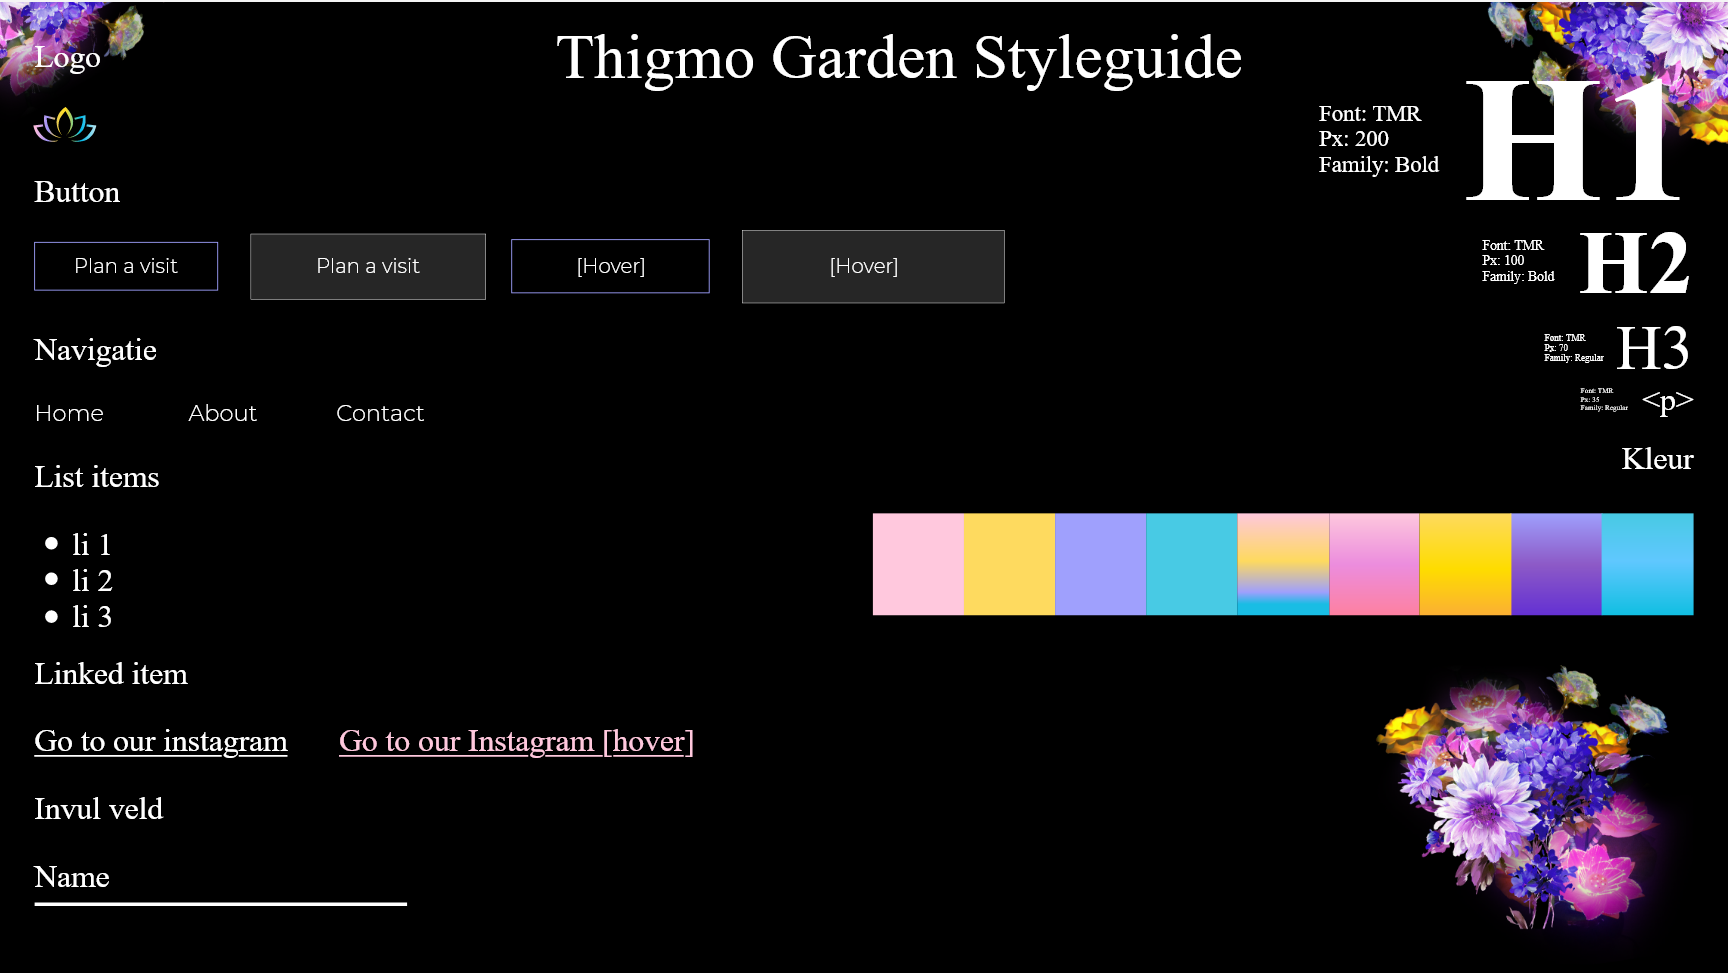 Logo
Thigmo Garden Styleguide
Font: TMR
Px: 200
Family: Bold
H1
Button
Plan a visit
Plan a visit
[Hover]
[Hover]
Font: TMR
Px: 100
Family: Bold
H2
Navigatie
Font: TMR
Px: 70
Family: Regular
H3
Home
About
Contact
Font: TMR
Px: 35
Family: Regular
<p>
Kleur
List items
li 1
li 2
li 3
Linked item
Go to our instagram
Go to our Instagram [hover]
Invul veld
Name